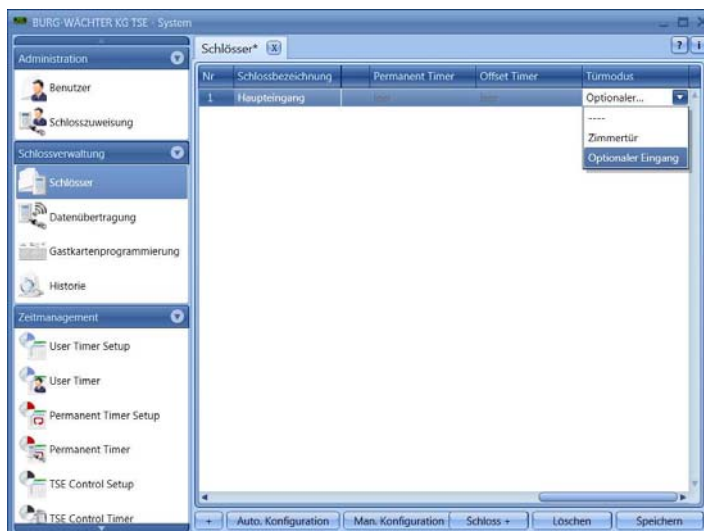 BURG-WÄCHTER KG TSE - System
Administration
Benutzer
Schlosszuweisung
Schlossverwaltung
Schlösser
Datenübertragung
Gastkartenprogrammierung
Historie
Zeitmanagement
User Timer Setup
User Timer
Permanent Timer Setup
Permanent Timer
TSE Control Setup
TSE Control Timer
Schlösser* X
? i
Nr Schlossbezeichnung Permanent Timer Offset Timer Türmodus
1 Haupteingang leer leer Optionaler...
----
Zimmertür
Optionaler Eingang
+ Auto. Konfiguration Man. Konfiguration Schloss + Löschen Speichern